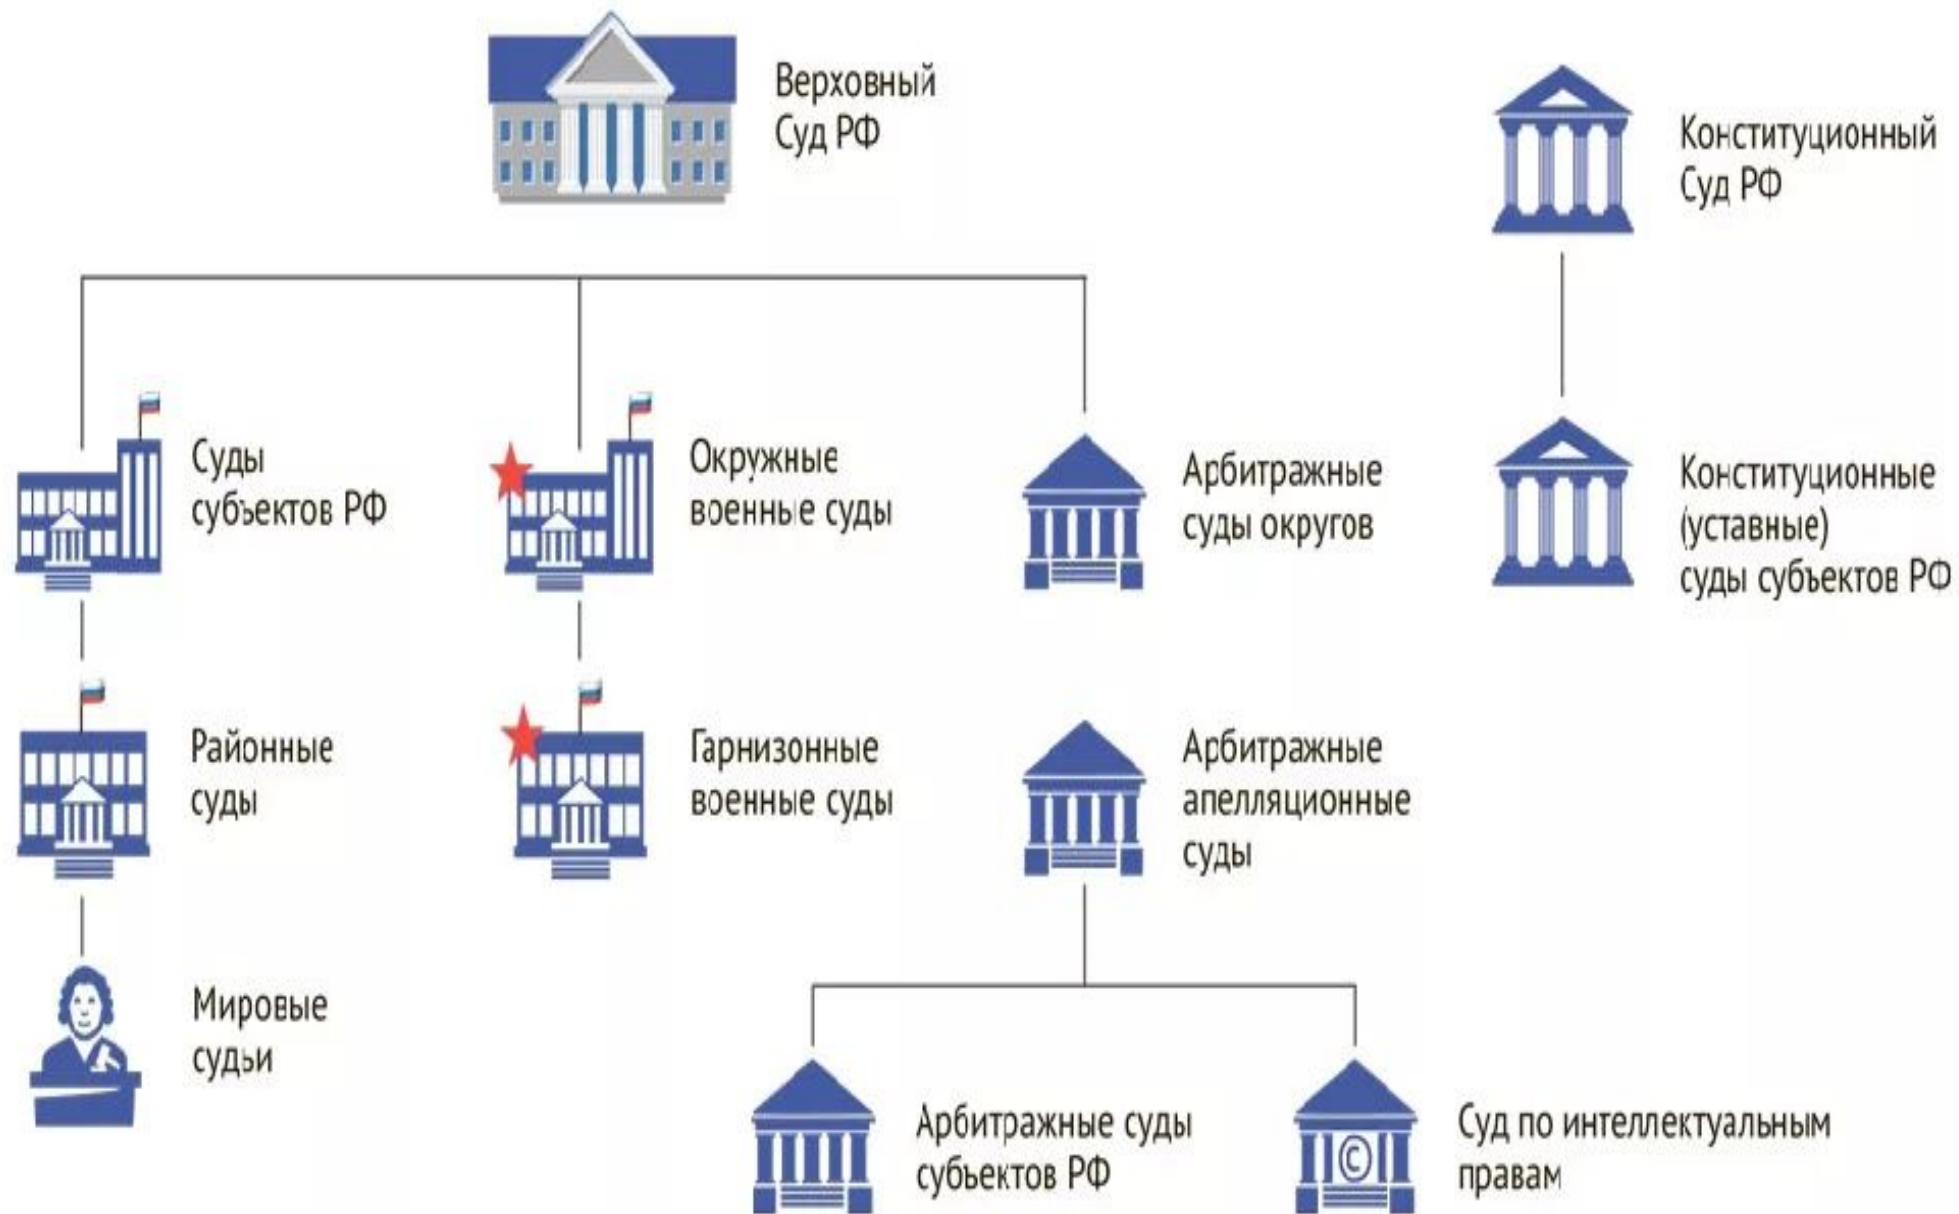 Верховный
Суд РФ
Конституционный
Суд РФ
Суды
субъектов РФ
Окружные
военные суды
Арбитражные
суды округов
Конституционные
(уставные)
суды субъектов РФ
Районные
суды
Гарнизонные
военные суды
Арбитражные
апелляционные
суды
Мировые
судьи
Арбитражные суды
субъектов РФ
©
Суд по интеллектуальным
правам